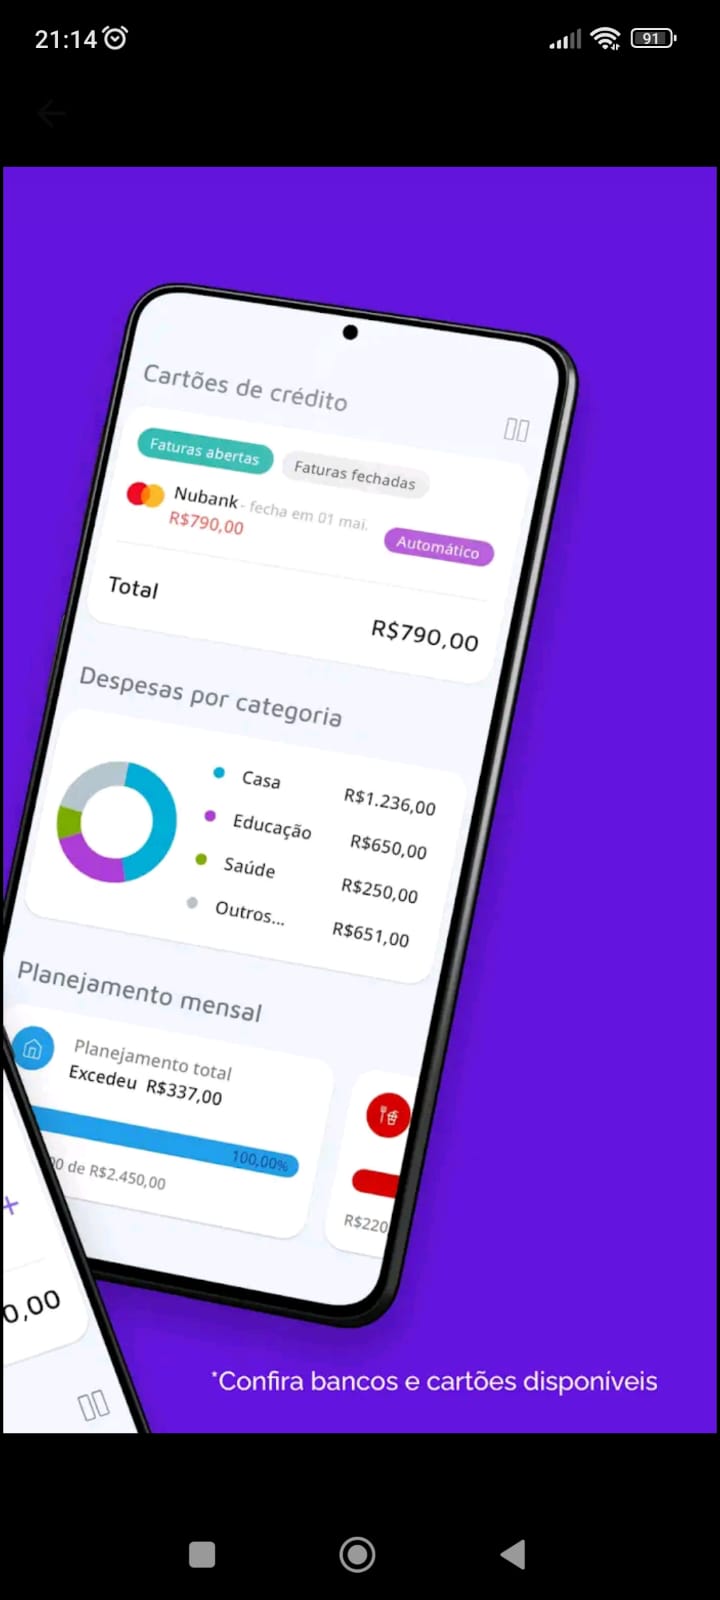 21:14
91
Cartões de crédito
Faturas abertas
Faturas fechadas
Nubank - fecha em 01 mai.
R$790,00
Automático
Total
R$790,00
Despesas por categoria
Casa R$1.236,00
Educação R$650,00
Saúde R$250,00
Outros... R$651,00
Planejamento mensal
Planejamento total
Excedeu R$337,00
100,00%
de R$2.450,00
R$220
+
0,00
*Confira bancos e cartões disponíveis